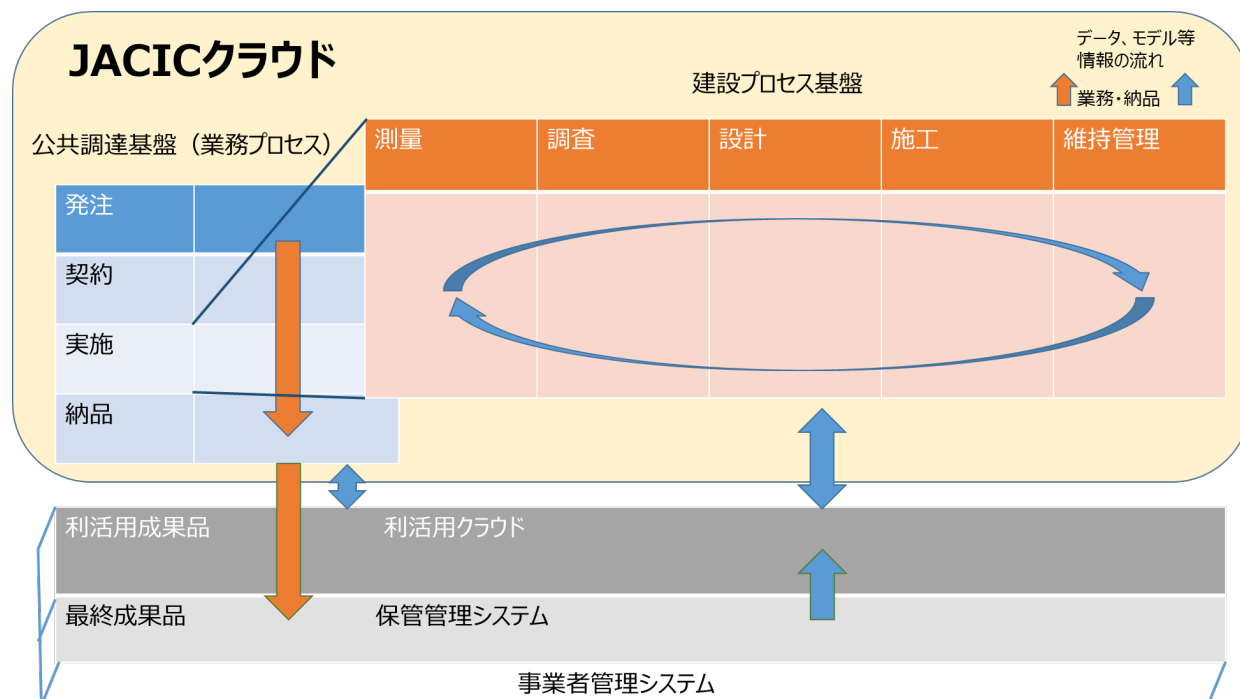 JACICクラウド
データ、モデル等
情報の流れ
業務・納品
建設プロセス基盤
公共調達基盤（業務プロセス）
測量
調査
設計
施工
維持管理
発注
契約
実施
納品
利活用成果品
利活用クラウド
最終成果品
保管管理システム
事業者管理システム